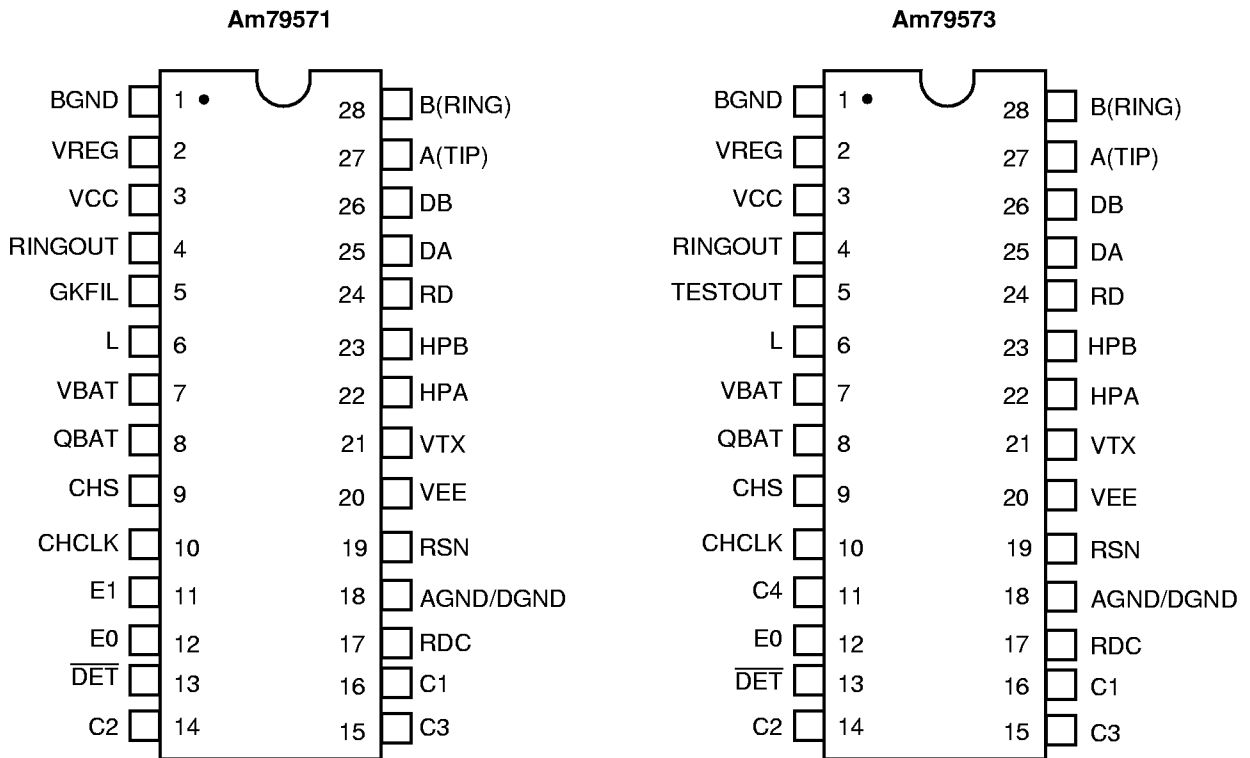 Am79571
BGND 1 28 B(RING)
VREG 2 27 A(TIP)
VCC 3 26 DB
RINGOUT 4 25 DA
GKFIL 5 24 RD
L 6 23 HPB
VBAT 7 22 HPA
QBAT 8 21 VTX
CHS 9 20 VEE
CHCLK 10 19 RSN
E1 11 18 AGND/DGND
E0 12 17 RDC
D̅E̅T̅ 13 16 C1
C2 14 15 C3
Am79573
BGND 1 28 B(RING)
VREG 2 27 A(TIP)
VCC 3 26 DB
RINGOUT 4 25 DA
TESTOUT 5 24 RD
L 6 23 HPB
VBAT 7 22 HPA
QBAT 8 21 VTX
CHS 9 20 VEE
CHCLK 10 19 RSN
C4 11 18 AGND/DGND
E0 12 17 RDC
D̅E̅T̅ 13 16 C1
C2 14 15 C3